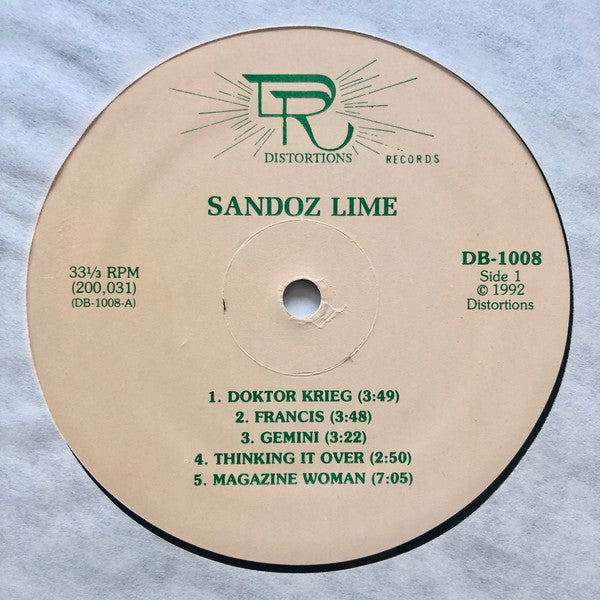 DR
DISTORTIONS RECORDS
SANDOZ LIME
33⅓ RPM
(200,031)
(DB-1008-A)
DB-1008
Side 1
© 1992
Distortions
1. DOKTOR KRIEG (3:49)
2. FRANCIS (3:48)
3. GEMINI (3:22)
4. THINKING IT OVER (2:50)
5. MAGAZINE WOMAN (7:05)